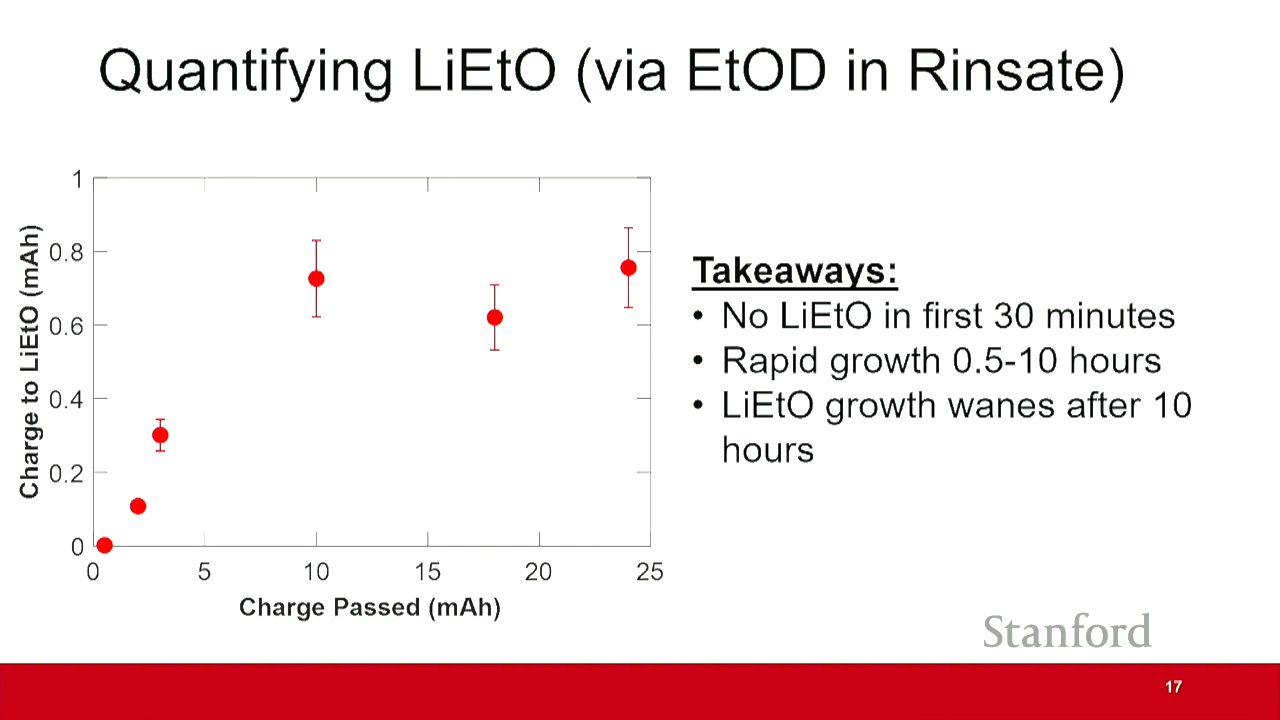 Quantifying LiEtO (via EtOD in Rinsate)
1
0.8
0.6
0.4
0.2
0
Charge to LiEtO (mAh)
0
5
10
15
20
25
Charge Passed (mAh)
Takeaways:
• No LiEtO in first 30 minutes
• Rapid growth 0.5-10 hours
• LiEtO growth wanes after 10
hours
Stanford
17